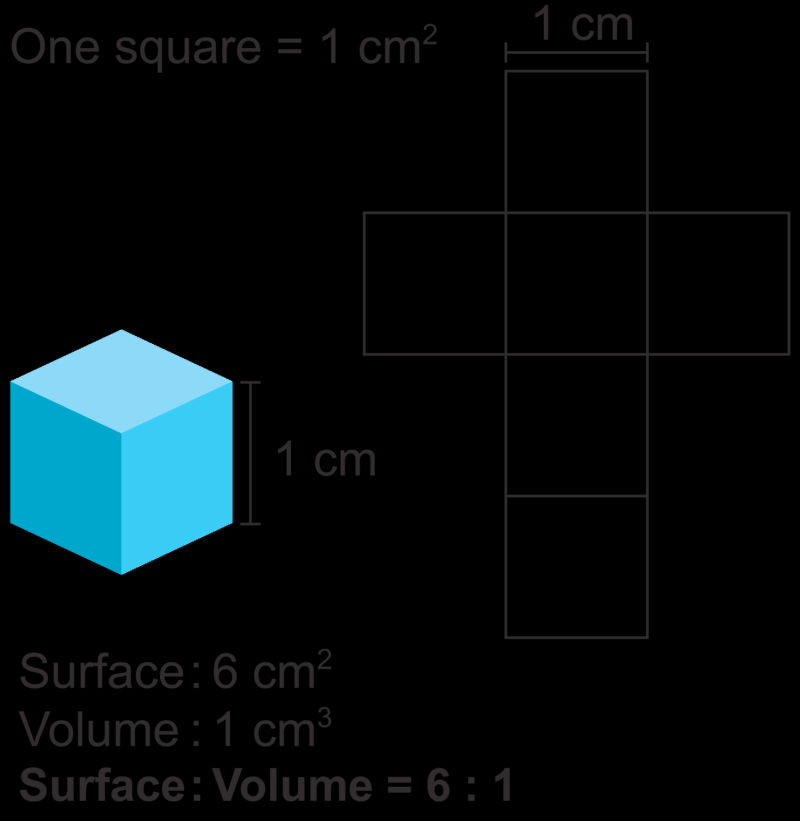 One square = 1 cm²
1 cm
1 cm
Surface: 6 cm²
Volume : 1 cm³
Surface: Volume = 6 : 1